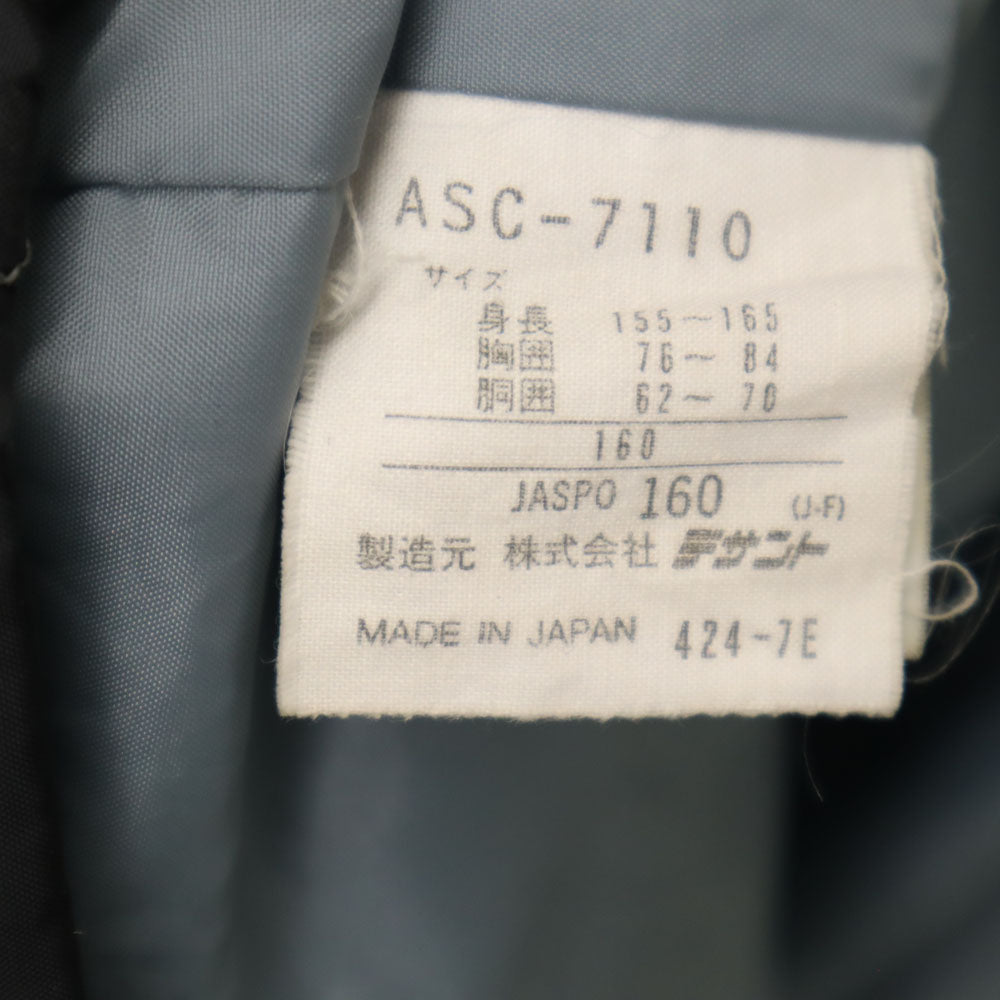 ASC-7110
サイズ
身長 155～165
胸囲 76～84
胴囲 62～70
160
JASPO 160 (J-F)
製造元 株式会社 デサント
MADE IN JAPAN 424-7E